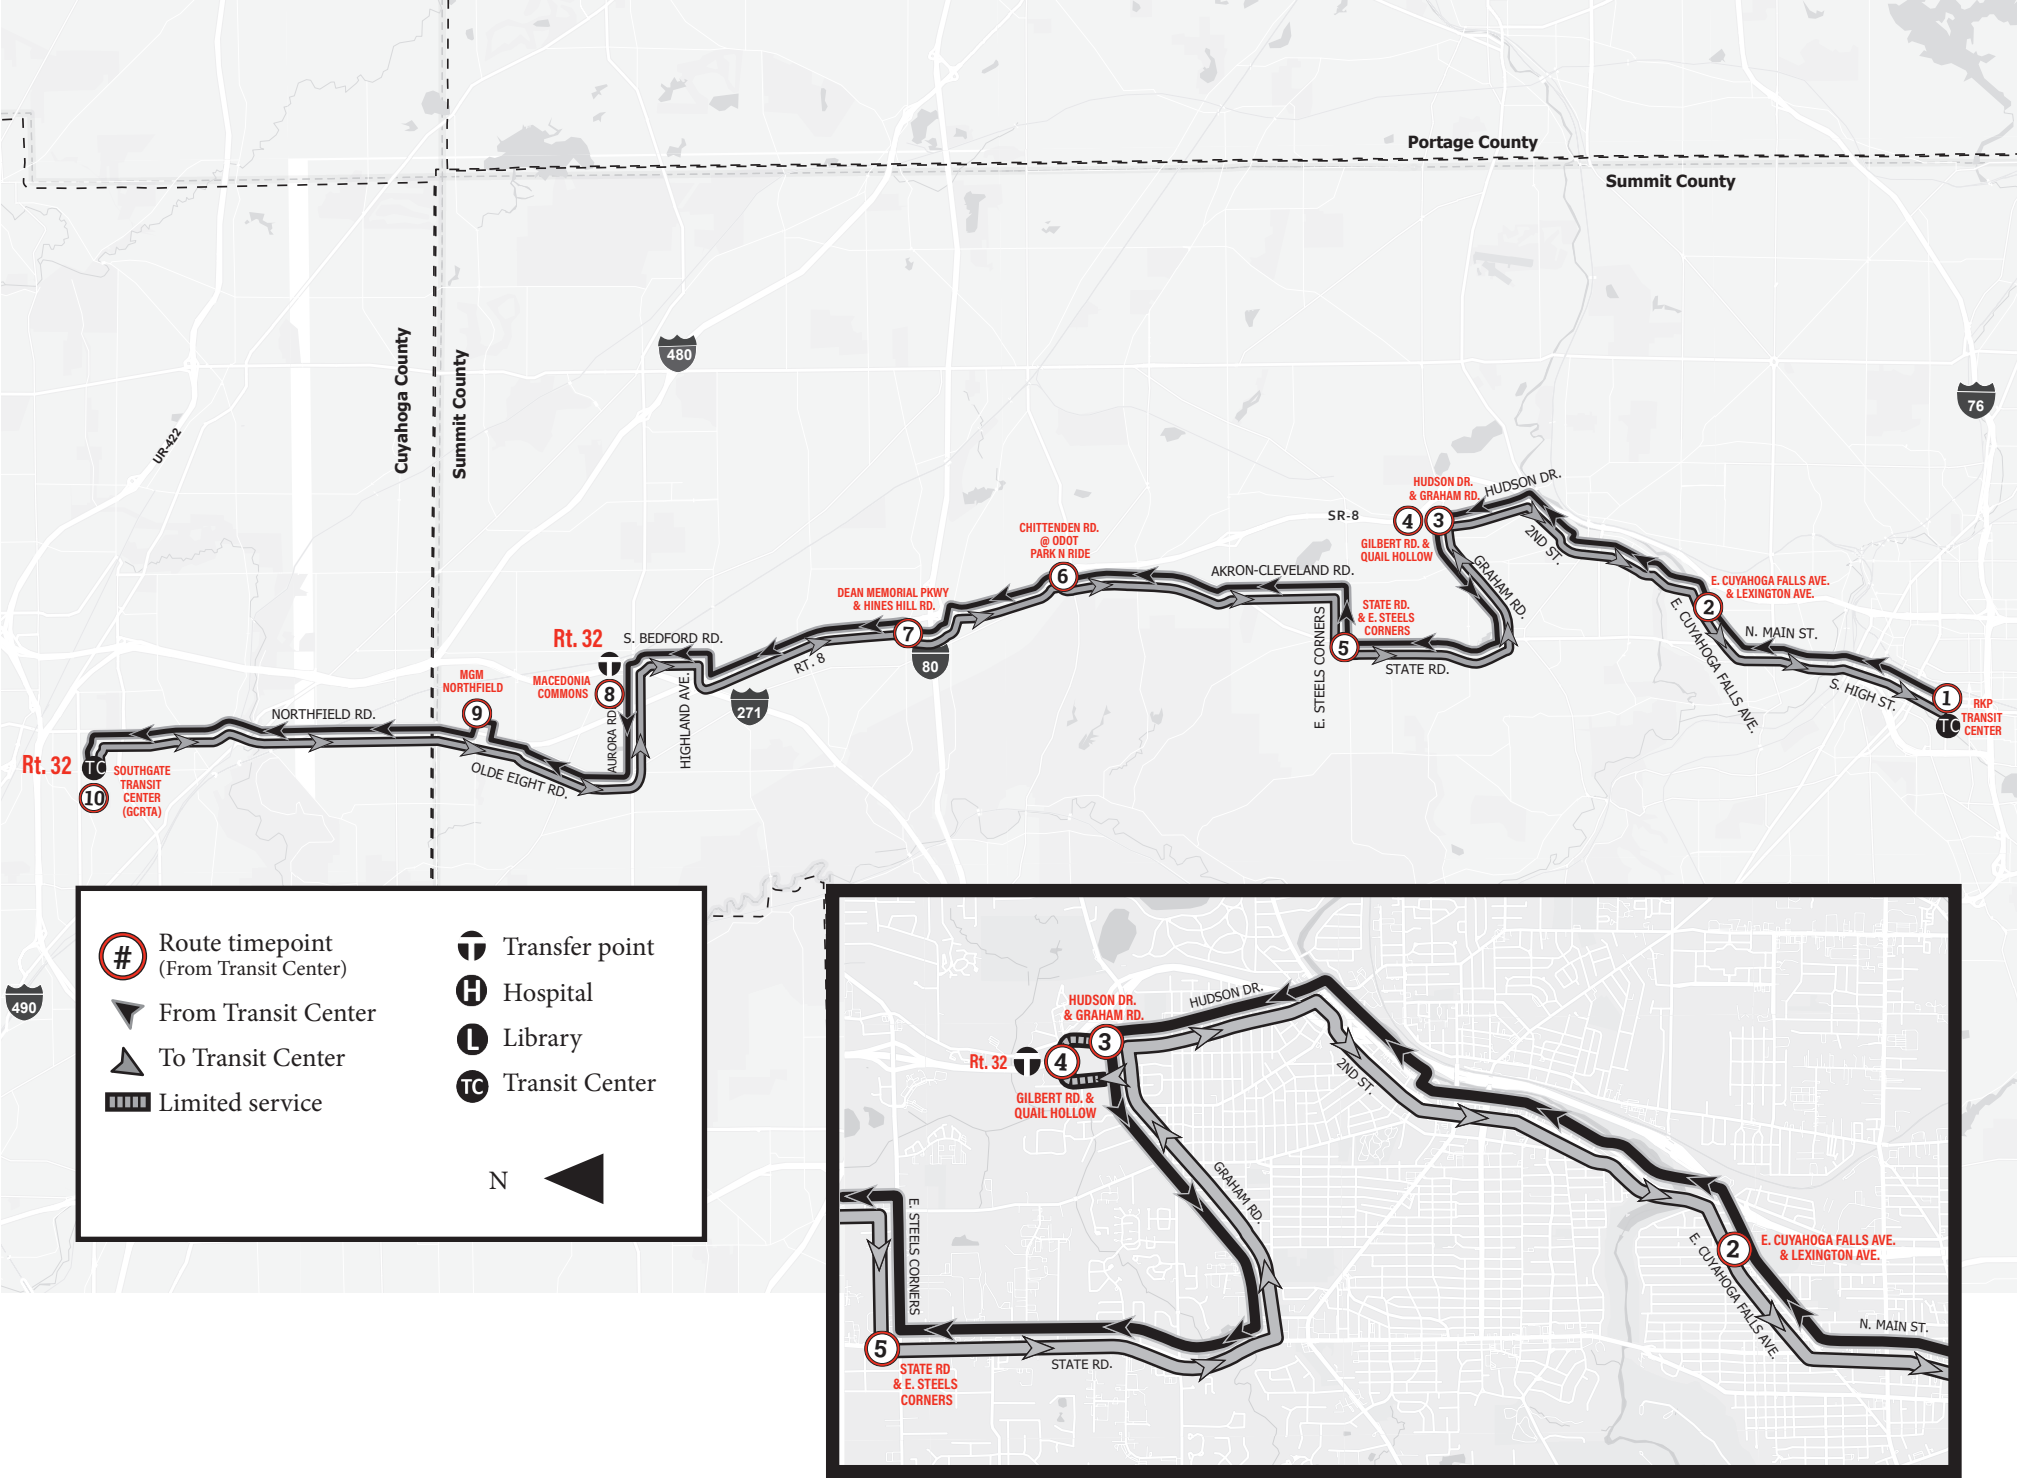 Portage County
Summit County
Cuyahoga County
Summit County
480
76
UR-422
HUDSON DR.
& GRAHAM RD.
HUDSON DR.
SR-8
4
3
GILBERT RD. &
QUAIL HOLLOW
2ND ST.
GRAHAM RD.
CHITTENDEN RD.
@ ODOT
PARK N RIDE
6
AKRON-CLEVELAND RD.
E. CUYAHOGA FALLS AVE.
& LEXINGTON AVE.
2
E. CUYAHOGA FALLS AVE.
N. MAIN ST.
S. HIGH ST.
1
RKP
TRANSIT
CENTER
TC
DEAN MEMORIAL PKWY
& HINES HILL RD.
7
80
STATE RD.
& E. STEELS
CORNERS
5
STATE RD.
E. STEELS CORNERS
Rt. 32
S. BEDFORD RD.
RT. 8
271
HIGHLAND AVE.
MACEDONIA
COMMONS
8
AURORA RD
MGM
NORTHFIELD
9
NORTHFIELD RD.
OLDE EIGHT RD.
Rt. 32
TC
10
SOUTHGATE
TRANSIT
CENTER
(GCRTA)
490
#
Route timepoint
(From Transit Center)
From Transit Center
To Transit Center
Limited service
T
Transfer point
H
Hospital
L
Library
TC
Transit Center
N
HUDSON DR.
& GRAHAM RD.
HUDSON DR.
3
Rt. 32
4
GILBERT RD. &
QUAIL HOLLOW
2ND ST.
GRAHAM RD.
E. STEELS CORNERS
5
STATE RD
& E. STEELS
CORNERS
STATE RD.
2
E. CUYAHOGA FALLS AVE.
& LEXINGTON AVE.
E. CUYAHOGA FALLS AVE.
N. MAIN ST.